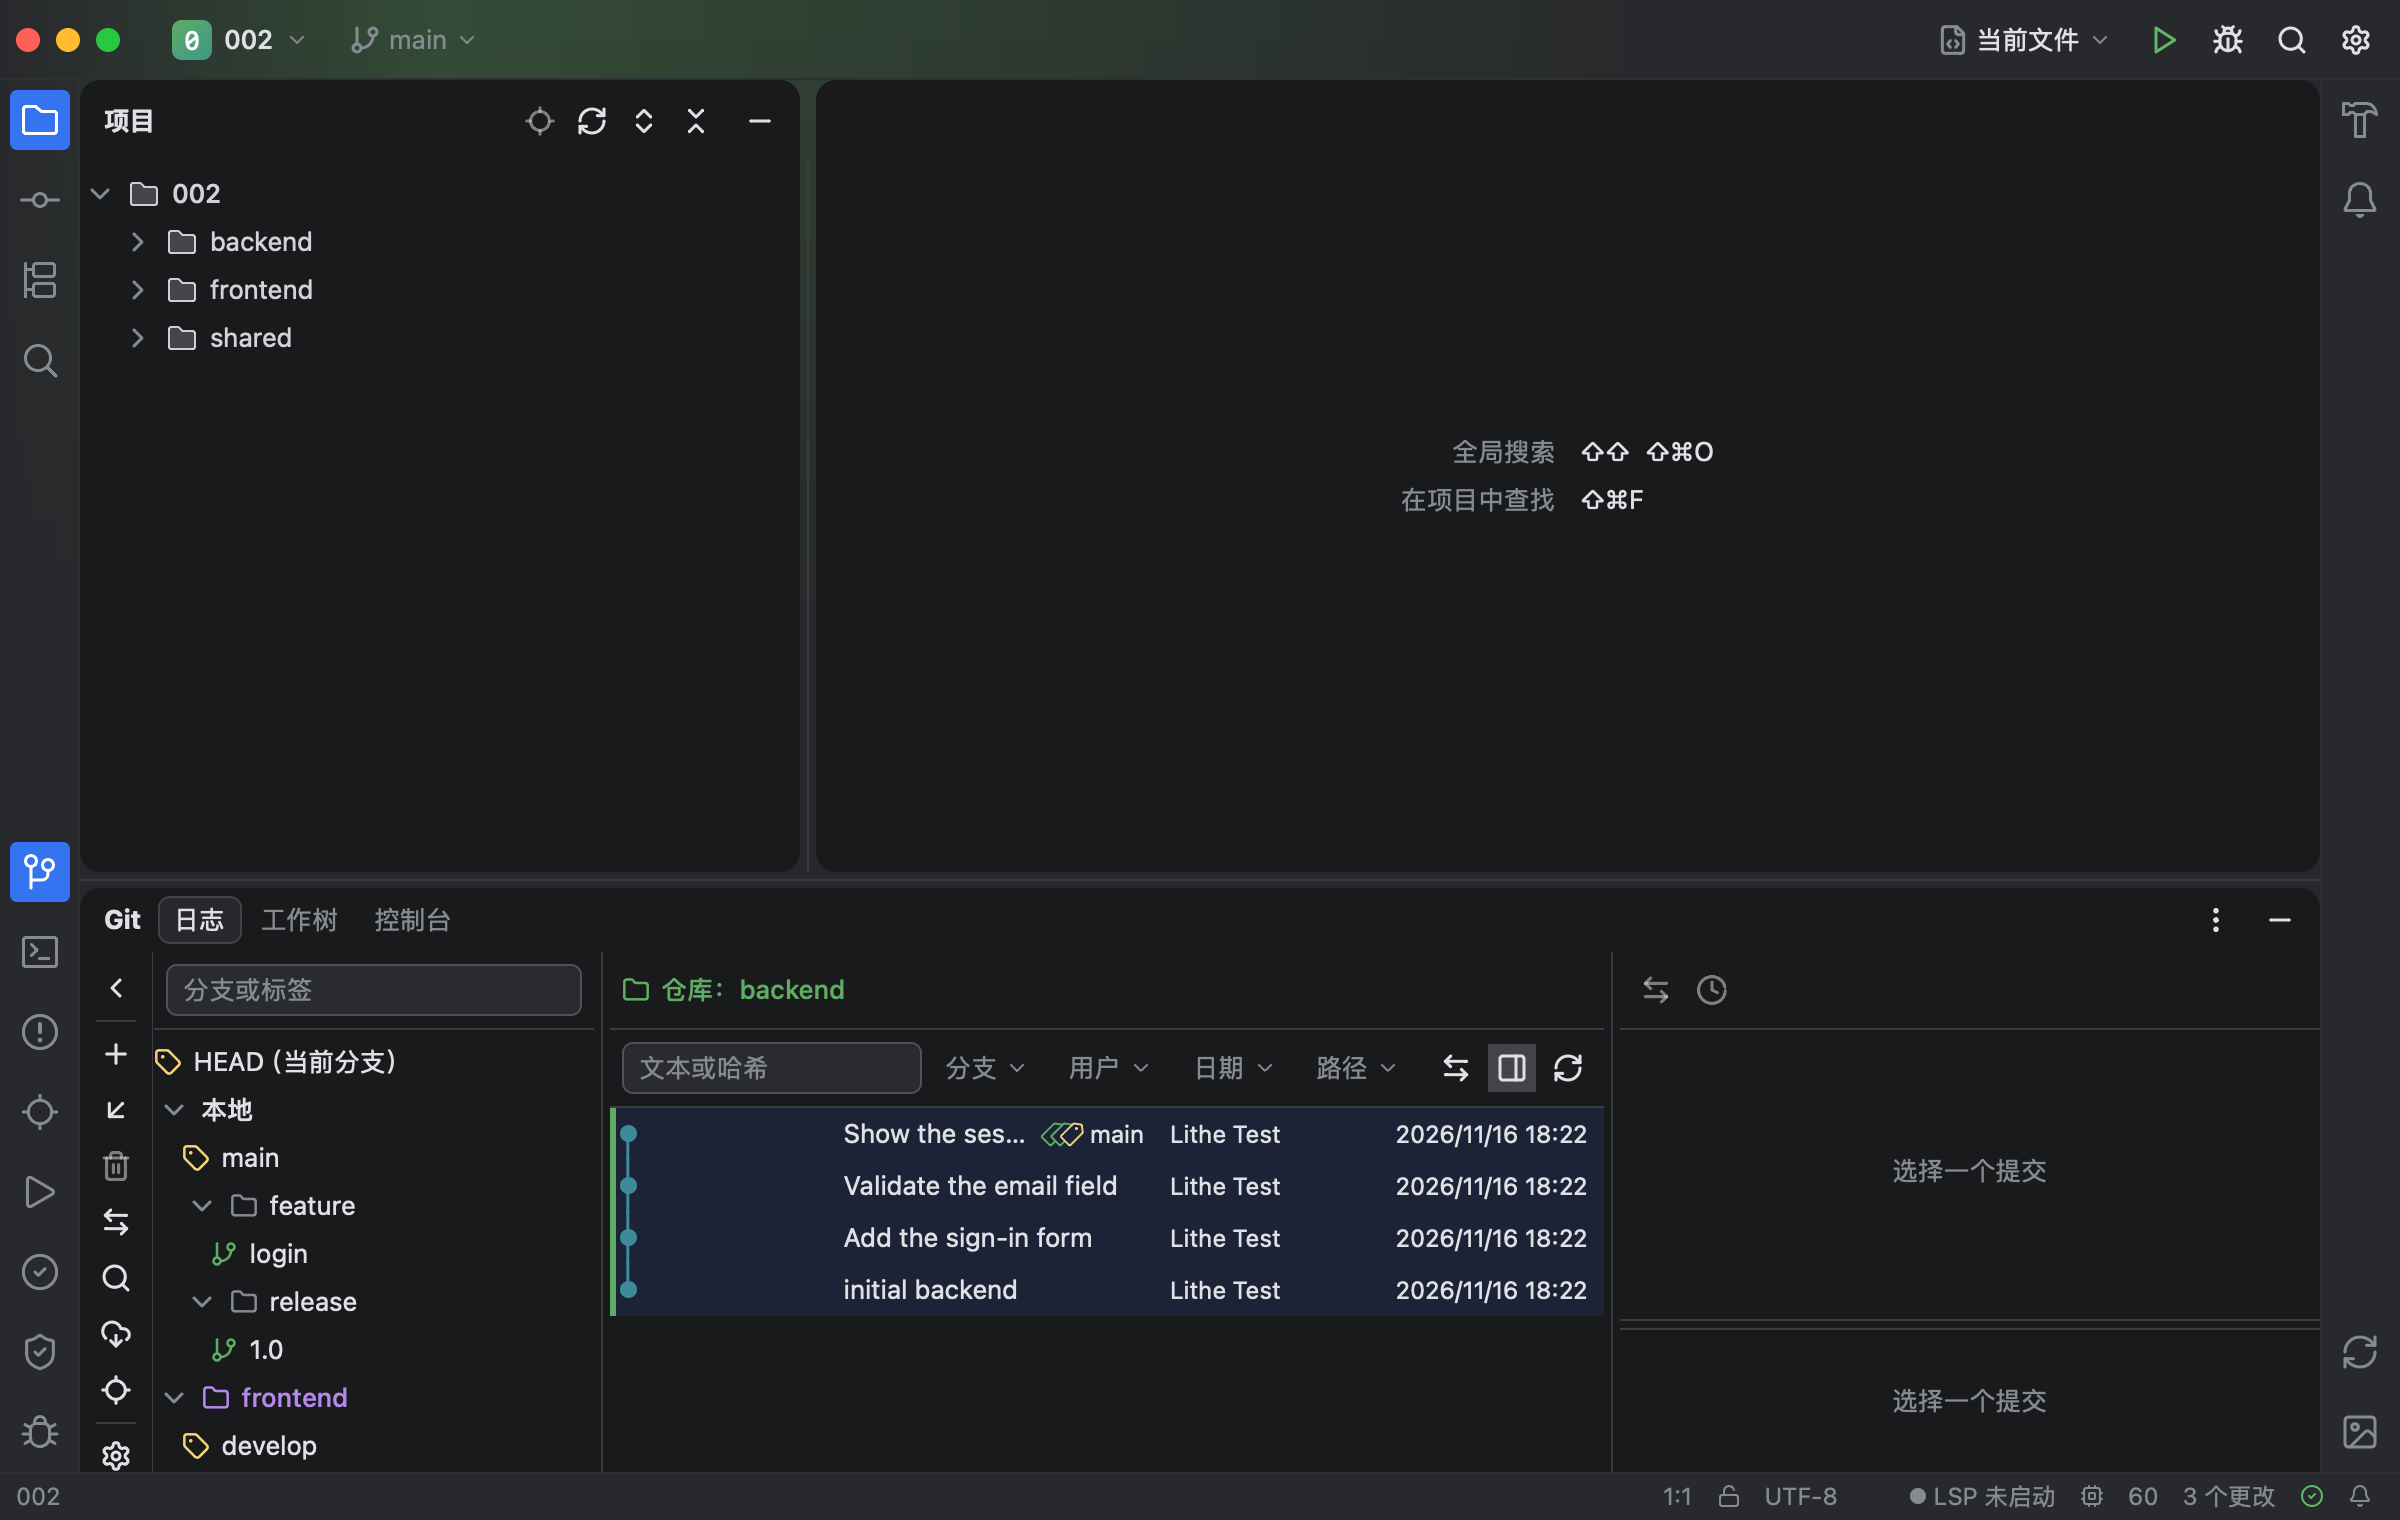 0 002 main 当前文件
项目
002
backend
frontend
shared
全局搜索 ⇧⇧ ⇧⌘O
在项目中查找 ⇧⌘F
Git 日志 工作树 控制台
分支或标签
HEAD (当前分支)
本地
main
feature
login
release
1.0
frontend
develop
仓库: backend
文本或哈希 分支 用户 日期 路径
Show the ses... main Lithe Test 2026/11/16 18:22
Validate the email field Lithe Test 2026/11/16 18:22
Add the sign-in form Lithe Test 2026/11/16 18:22
initial backend Lithe Test 2026/11/16 18:22
选择一个提交
选择一个提交
002 1:1 UTF-8 LSP 未启动 60 3 个更改